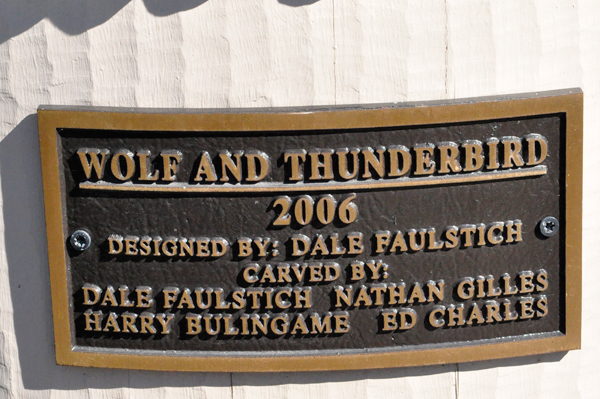 WOLF AND THUNDERBIRD
2006
DESIGNED BY: DALE FAULSTICH
CARVED BY:
DALE FAULSTICH NATHAN GILLES
HARRY BULINGAME ED CHARLES